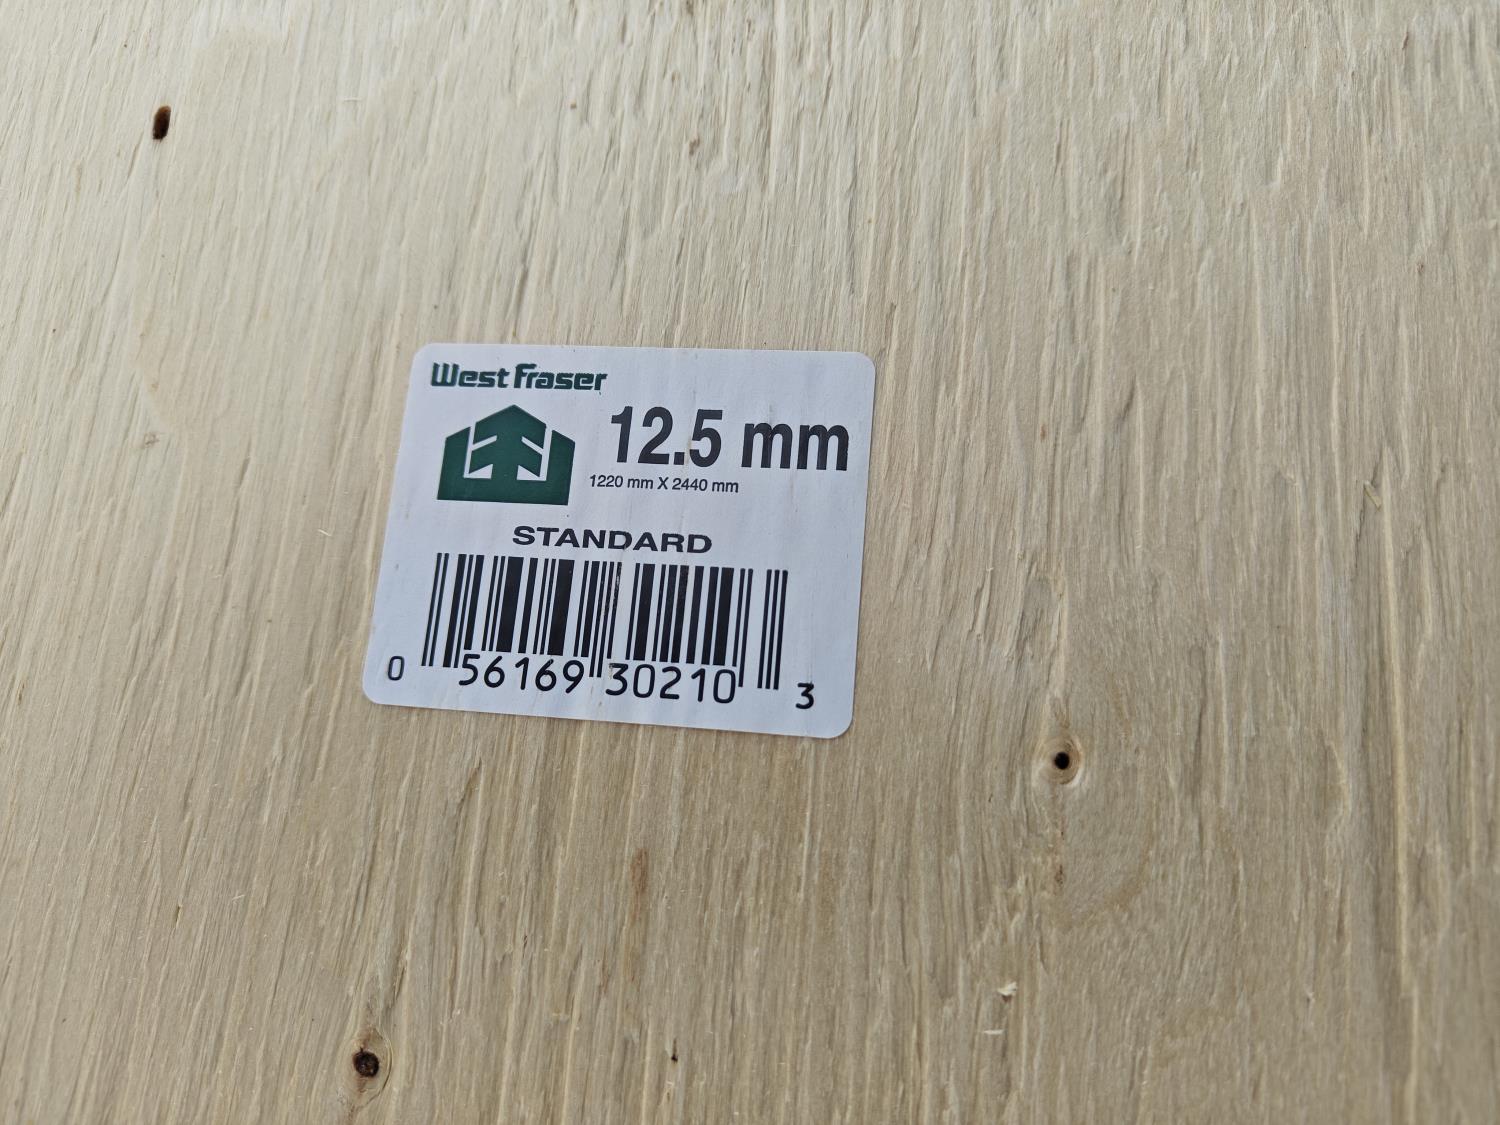 West Fraser
12.5 mm
1220 mm X 2440 mm
STANDARD
0 56169 30210 3